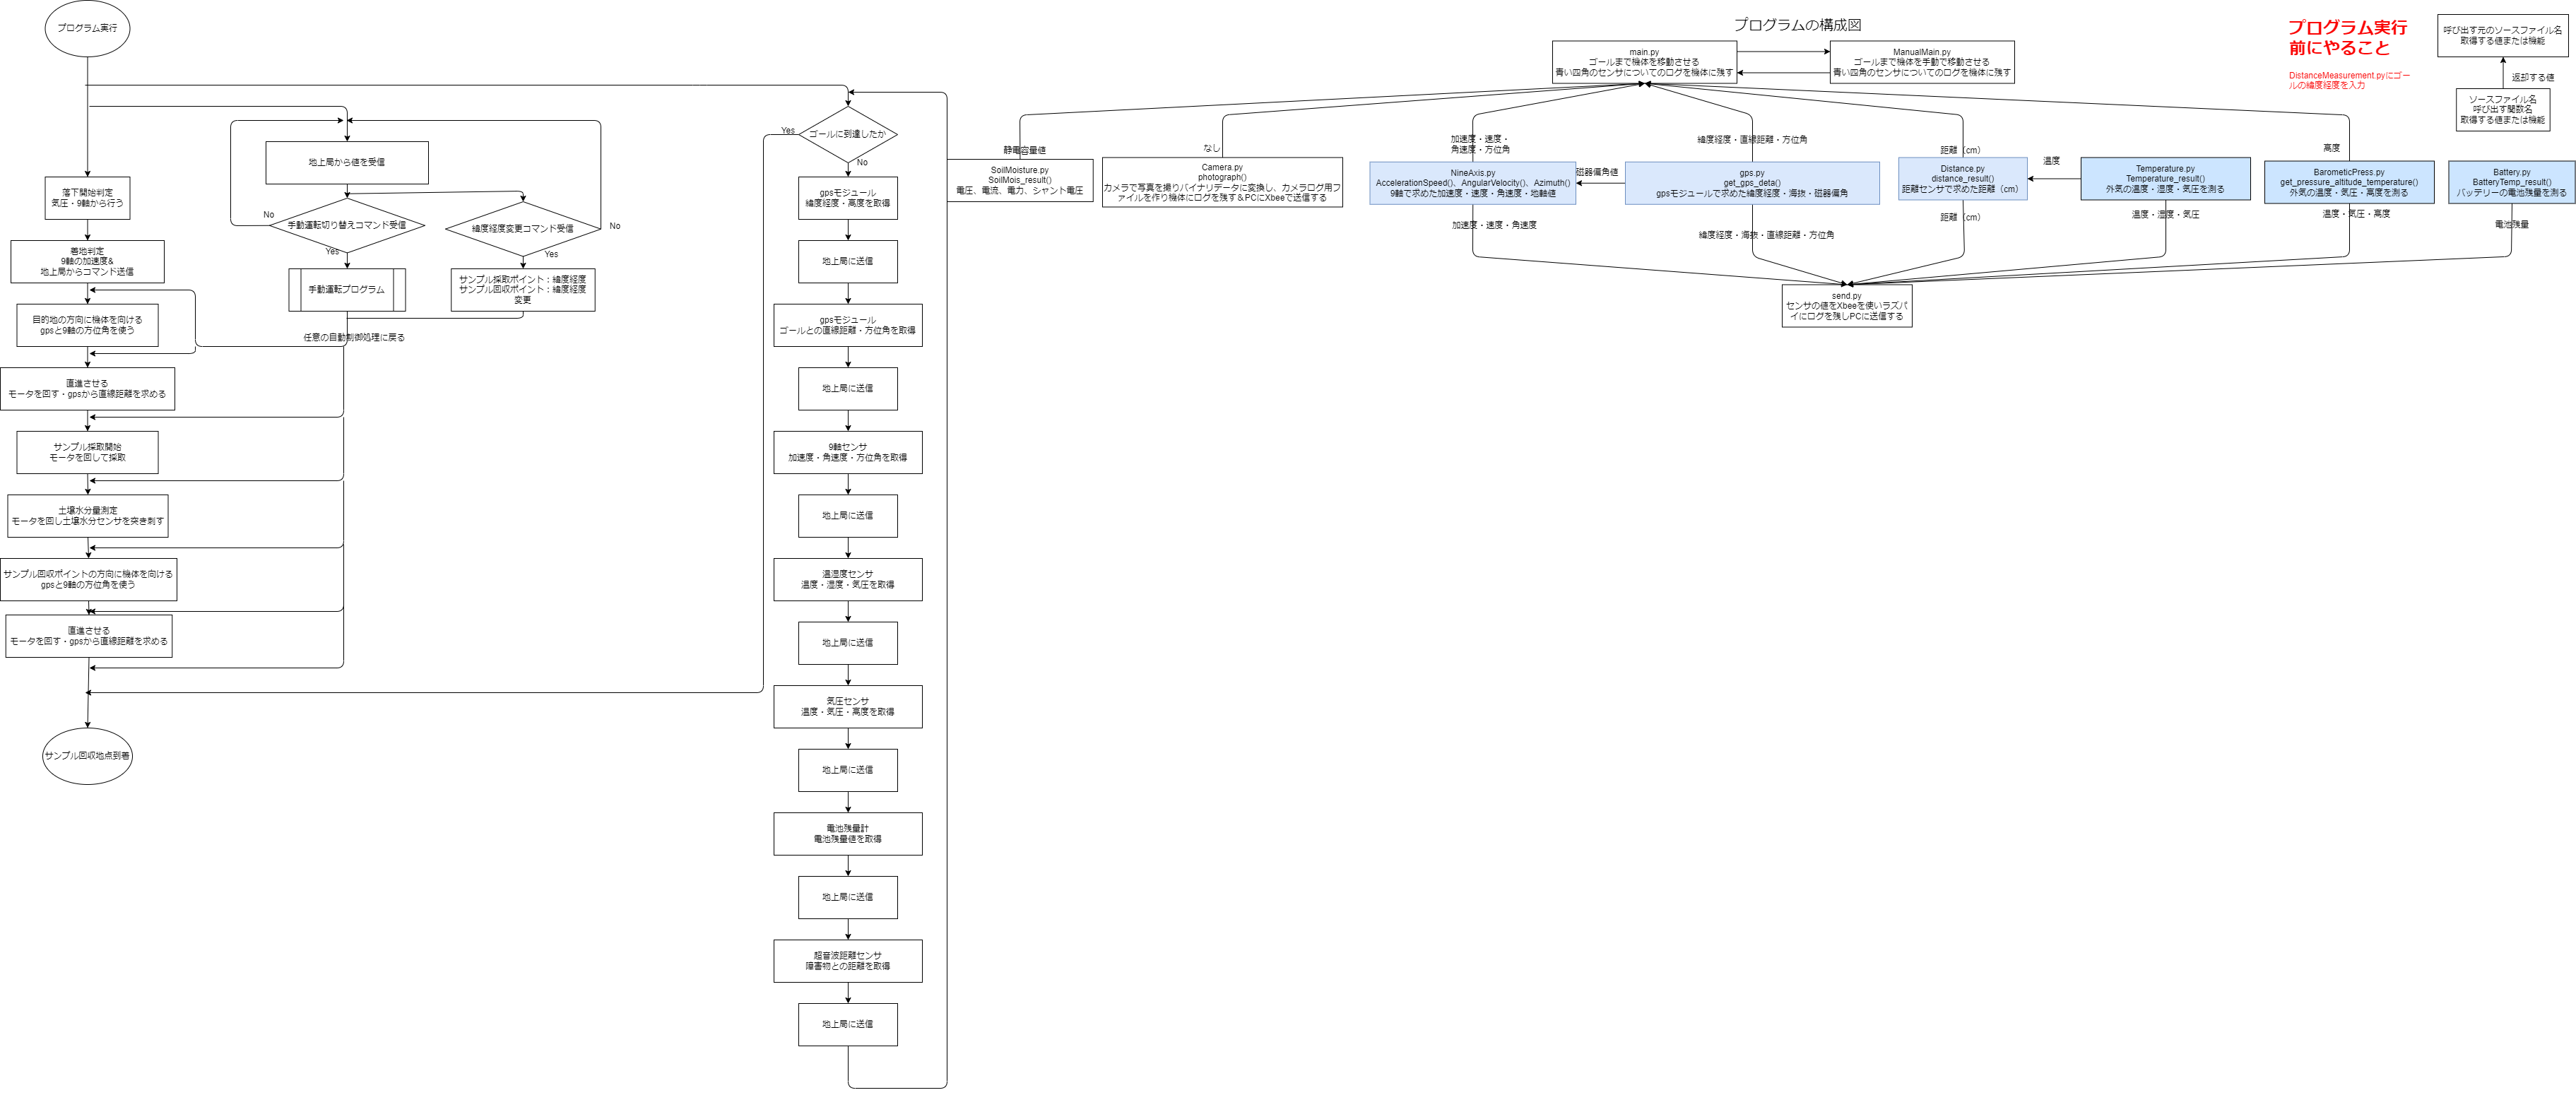 プログラム実行
落下開始判定
気圧・9軸から行う
着地判定
9軸の加速度&
地上局からコマンド送信
目的地の方向に機体を向ける
gpsと9軸の方位角を使う
直進させる
モータを回す・gpsから直線距離を求める
サンプル採取開始
モータを回して採取
土壌水分量測定
モータを回し土壌水分センサを突き刺す
サンプル回収ポイントの方向に機体を向ける
gpsと9軸の方位角を使う
直進させる
モータを回す・gpsから直線距離を求める
サンプル回収地点到着
地上局から値を受信
手動運転切り替えコマンド受信
No
Yes
手動運転プログラム
任意の自動制御処理に戻る
緯度経度変更コマンド受信
No
Yes
サンプル採取ポイント：緯度経度
サンプル回収ポイント：緯度経度
変更
ゴールに到達したか
Yes
No
gpsモジュール
緯度経度・高度を取得
地上局に送信
gpsモジュール
ゴールとの直線距離・方位角を取得
地上局に送信
9軸センサ
加速度・角速度・方位角を取得
地上局に送信
温湿度センサ
温度・湿度・気圧を取得
地上局に送信
気圧センサ
温度・気圧・高度を取得
地上局に送信
電池残量計
電池残量値を取得
地上局に送信
超音波距離センサ
障害物との距離を取得
地上局に送信
プログラムの構成図
main.py
ゴールまで機体を移動させる
青い四角のセンサについてのログを機体に残す
ManualMain.py
ゴールまで機体を手動で移動させる
青い四角のセンサについてのログを機体に残す
静電容量値
SoilMoisture.py
SoilMois_result()
電圧、電流、電力、シャント電圧
なし
Camera.py
photograph()
カメラで写真を撮りバイナリデータに変換し、カメラログ用フ
ァイルを作り機体にログを残す＆PCにXbeeで送信する
加速度・速度・
角速度・方位角
NineAxis.py
AccelerationSpeed()、AngularVelocity()、Azimuth()
9軸で求めた加速度・速度・角速度・地軸値
加速度・速度・角速度
磁器偏角値
緯度経度・直線距離・方位角
gps.py
get_gps_deta()
gpsモジュールで求めた緯度経度・海抜・磁器偏角
緯度経度・海抜・直線距離・方位角
距離（cm）
Distance.py
distance_result()
距離センサで求めた距離（cm）
距離（cm）
温度
Temperature.py
Temperature_result()
外気の温度・湿度・気圧を測る
温度・湿度・気圧
高度
BarometicPress.py
get_pressure_altitude_temperature()
外気の温度・気圧・高度を測る
温度・気圧・高度
Battery.py
BatteryTemp_result()
バッテリーの電池残量を測る
電池残量
send.py
センサの値をXbeeを使いラズパ
イにログを残しPCに送信する
プログラム実行
前にやること
DistanceMeasurement.pyにゴー
ルの緯度経度を入力
呼び出す元のソースファイル名
取得する値または機能
返却する値
ソースファイル名
呼び出す関数名
取得する値または機能